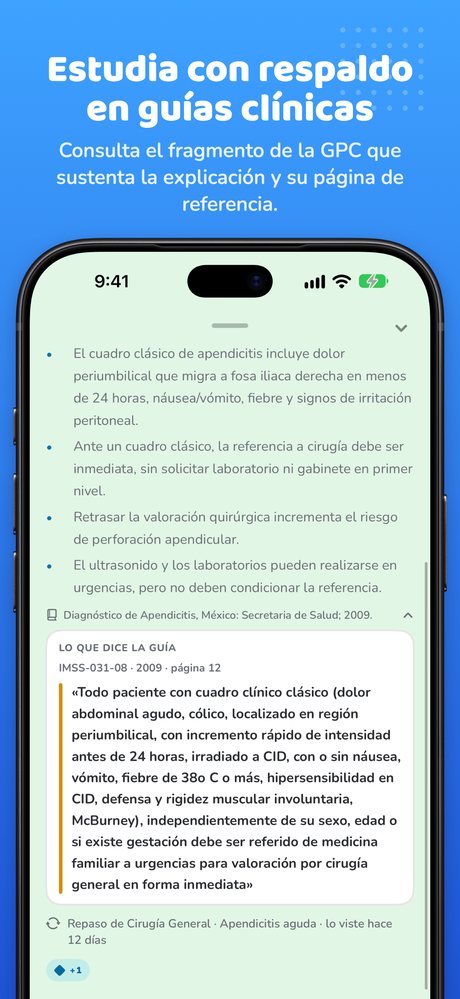 Estudia con respaldo
en guías clínicas
Consulta el fragmento de la GPC que
sustenta la explicación y su página de
referencia.
9:41
• El cuadro clásico de apendicitis incluye dolor
periumbilical que migra a fosa iliaca derecha en menos
de 24 horas, náusea/vómito, fiebre y signos de irritación
peritoneal.
• Ante un cuadro clásico, la referencia a cirugía debe ser
inmediata, sin solicitar laboratorio ni gabinete en primer
nivel.
• Retrasar la valoración quirúrgica incrementa el riesgo
de perforación apendicular.
• El ultrasonido y los laboratorios pueden realizarse en
urgencias, pero no deben condicionar la referencia.
Diagnóstico de Apendicitis, México: Secretaria de Salud; 2009.
LO QUE DICE LA GUÍA
IMSS-031-08 · 2009 · página 12
«Todo paciente con cuadro clínico clásico (dolor
abdominal agudo, cólico, localizado en región
periumbilical, con incremento rápido de intensidad
antes de 24 horas, irradiado a CID, con o sin náusea,
vómito, fiebre de 38o C o más, hipersensibilidad en
CID, defensa y rigidez muscular involuntaria,
McBurney), independientemente de su sexo, edad o
si existe gestación debe ser referido de medicina
familiar a urgencias para valoración por cirugía
general en forma inmediata»
Repaso de Cirugía General · Apendicitis aguda · lo viste hace
12 días
+1